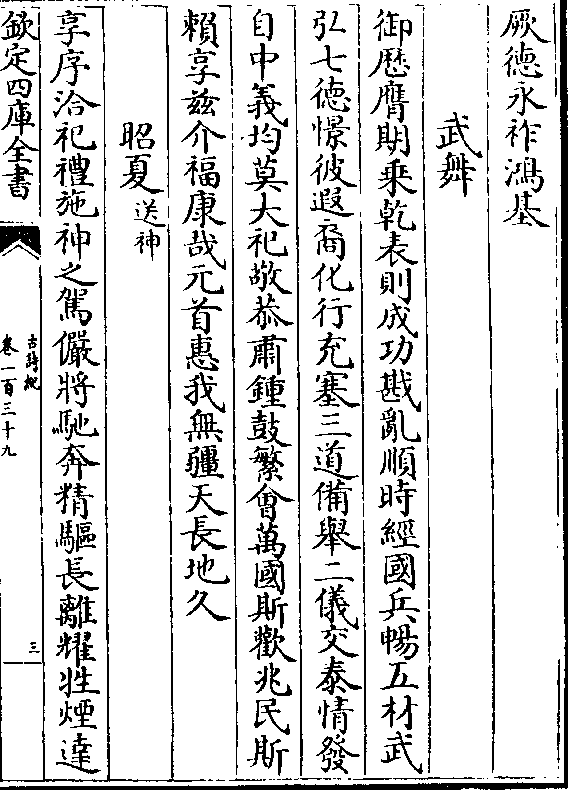 厥德永祚鴻基
武舞
御歷膺期乗乾表則成功戡亂順時經國兵暢五材武
弘七德憬彼遐裔化行充塞三道備舉二儀交泰情發
自中義均莫大祀敬恭肅鍾鼓繁會萬國斯歡兆民斯
賴享兹介福康哉元首惠我無疆天長地久
昭夏送神
享序洽祀禮施神之駕儼將馳奔精驅長離耀牲煙達
欽定四庫全書
古詩紀
卷一百三十九
三